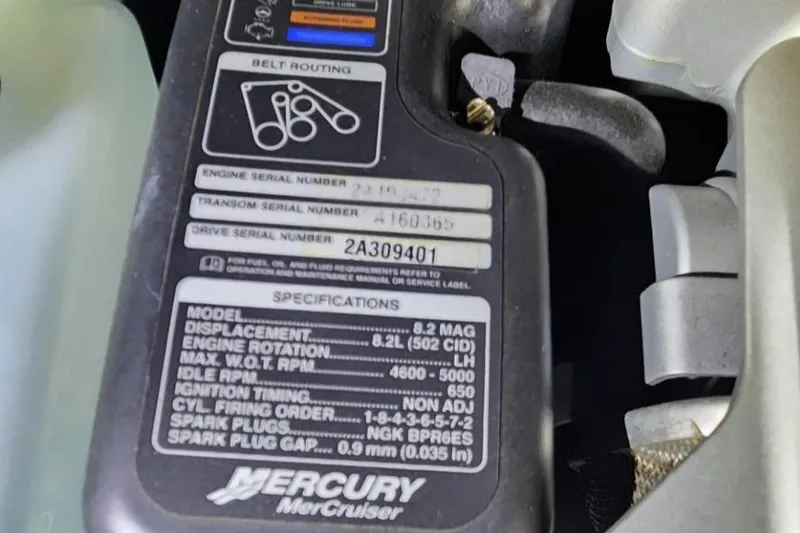 DRIVE LUBE
BELT ROUTING
ENGINE SERIAL NUMBER
TRANSOM SERIAL NUMBER A160365
DRIVE SERIAL NUMBER 2A309401
FOR FUEL, OIL, AND FLUID REQUIREMENTS REFER TO
OPERATION AND MAINTENANCE MANUAL OR SERVICE LABEL.
SPECIFICATIONS
MODEL 8.2 MAG
DISPLACEMENT 8.2L (502 CID)
ENGINE ROTATION LH
MAX. W.O.T. RPM 4600 - 5000
IDLE RPM 650
IGNITION TIMING NON ADJ
CYL. FIRING ORDER 1-8-4-3-6-5-7-2
SPARK PLUGS NGK BPR6ES
SPARK PLUG GAP 0.9 mm (0.035 in)
MERCURY
MerCruiser